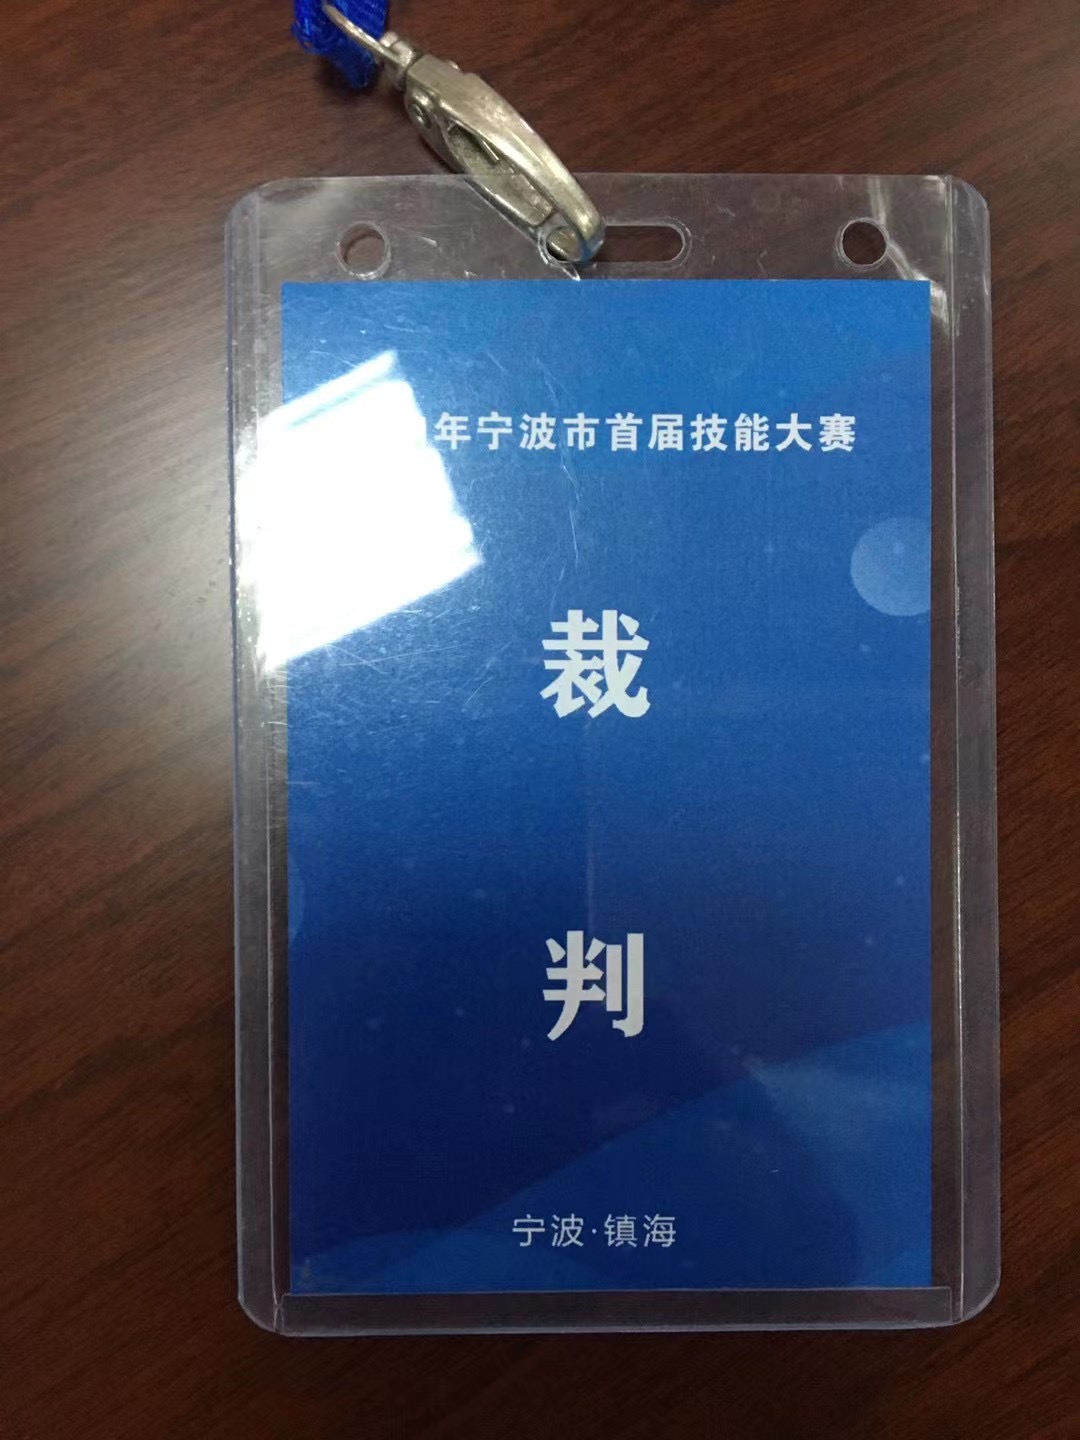 年宁波市首届技能大赛
裁
判
宁波·镇海